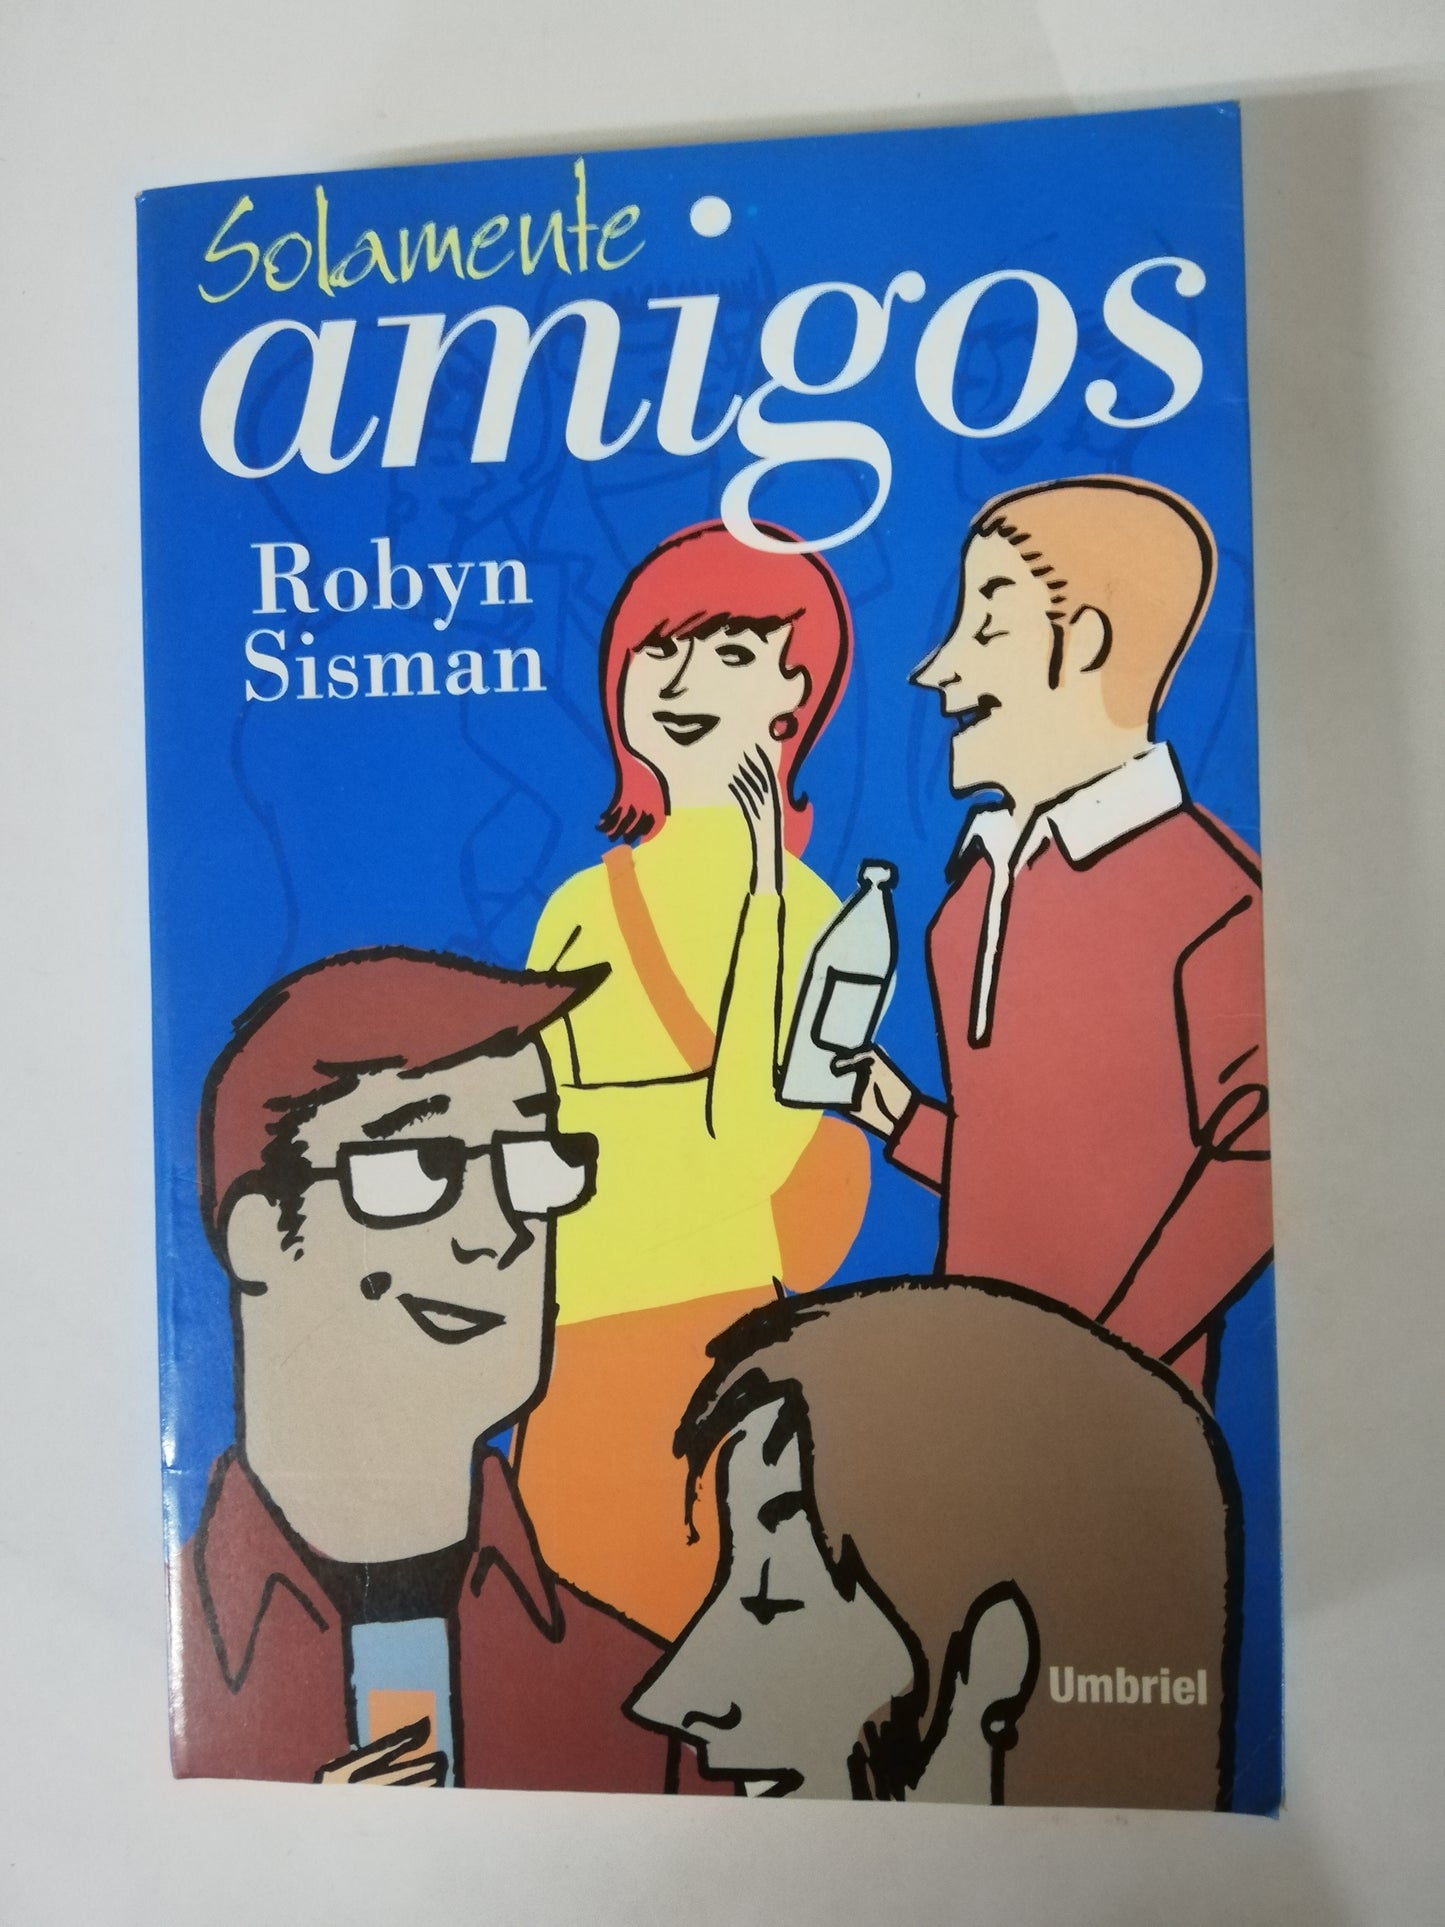 Solamente
amigos
Robyn
Sisman
Umbriel